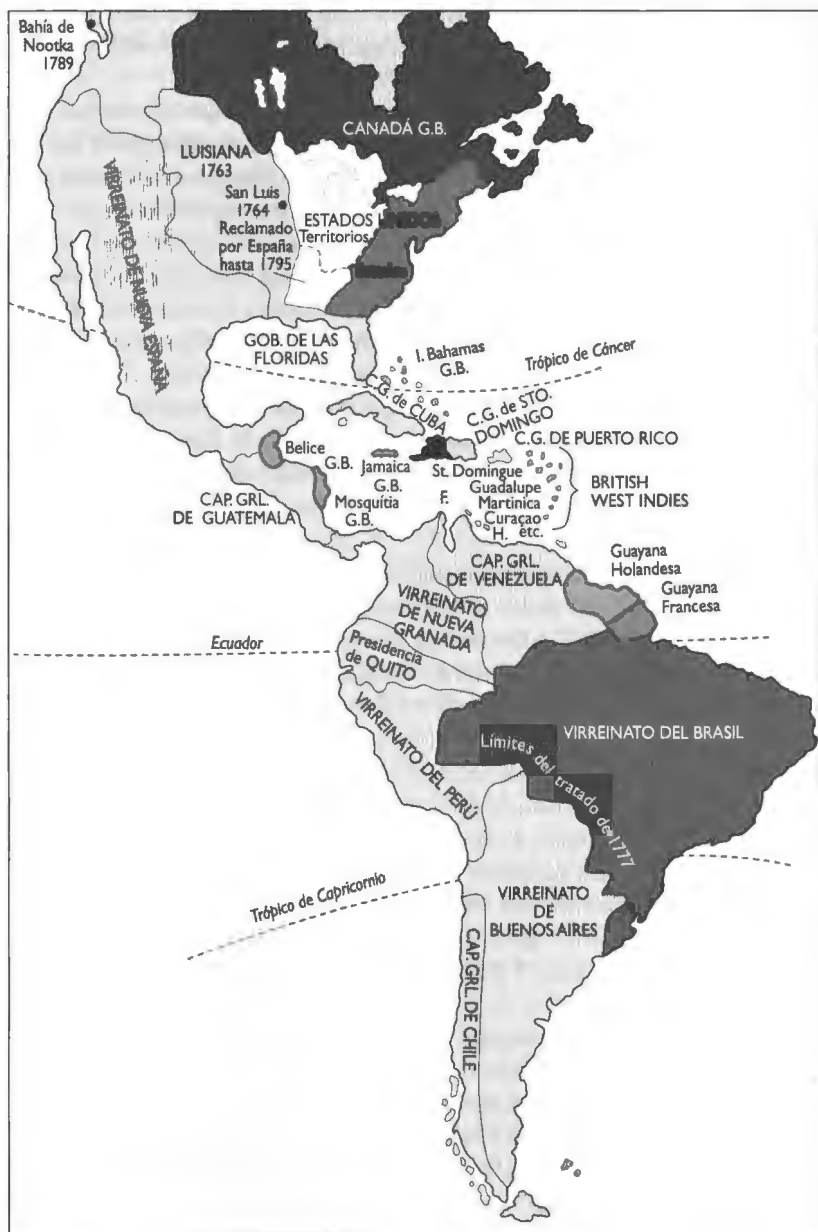 Bahía de
Nootka
1789
CANADÁ G.B.
LUISIANA
1763
San Luis
1764
Reclamado
por España
hasta 1795
ESTADOS UNIDOS
Territorios
Estados
VIRREINATO DE NUEVA ESPAÑA
GOB. DE LAS
FLORIDAS
I. Bahamas
G.B.
Trópico de Cáncer
C.G. de CUBA
C.G. de STO.
DOMINGO
C.G. DE PUERTO RICO
Belice
G.B.
Jamaica
G.B.
St. Domingue
Guadalupe
Martinica
Curaçao
H. etc.
F.
BRITISH
WEST INDIES
Mosquítia
G.B.
CAP. GRL.
DE GUATEMALA
CAP. GRL.
DE VENEZUELA
Guayana
Holandesa
Guayana
Francesa
VIRREINATO
DE NUEVA
GRANADA
Ecuador
Presidencia
de QUITO
VIRREINATO DEL PERÚ
VIRREINATO DEL BRASIL
Límites del tratado de 1777
Trópico de Capricornio
VIRREINATO
DE
BUENOS AIRES
CAP. GRL. DE CHILE